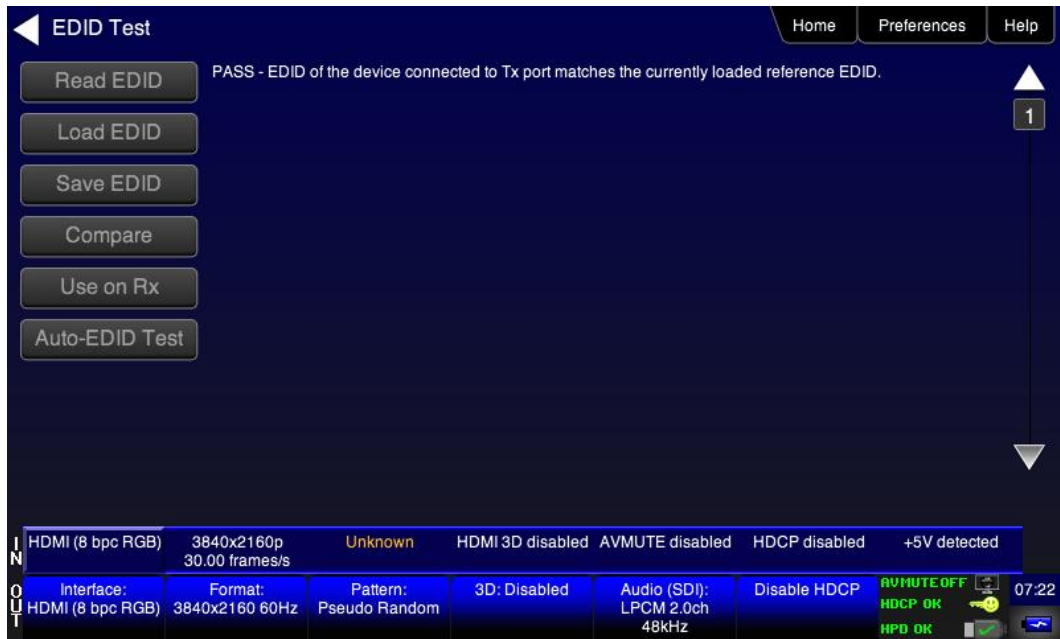 EDID Test
Home
Preferences
Help
Read EDID
PASS - EDID of the device connected to Tx port matches the currently loaded reference EDID.
1
Load EDID
Save EDID
Compare
Use on Rx
Auto-EDID Test
IN
HDMI (8 bpc RGB)
3840x2160p
30.00 frames/s
Unknown
HDMI 3D disabled
AVMUTE disabled
HDCP disabled
+5V detected
OUT
Interface:
HDMI (8 bpc RGB)
Format:
3840x2160 60Hz
Pattern:
Pseudo Random
3D: Disabled
Audio (SDI):
LPCM 2.0ch
48kHz
Disable HDCP
AVMUTE OFF
HDCP OK
HPD OK
07:22